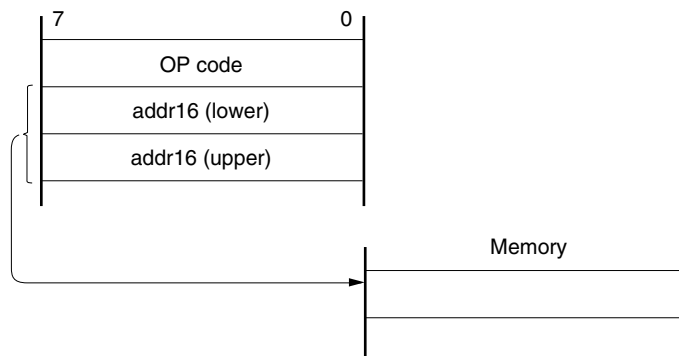 7 0
OP code
addr16 (lower)
addr16 (upper)
Memory